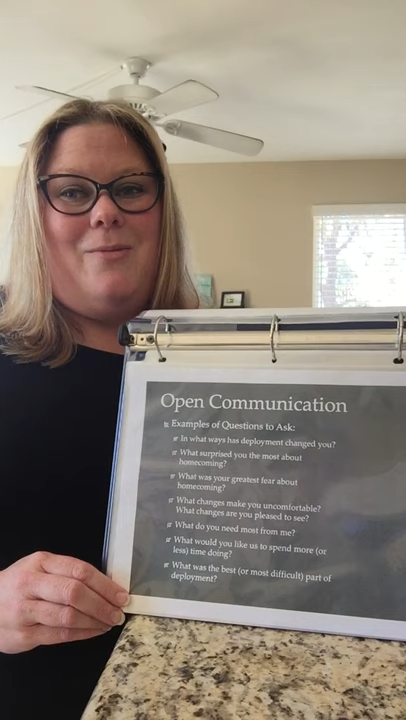 Open Communication
Examples of Questions to Ask:
In what ways has deployment changed you?
What surprised you the most about
homecoming?
What was your greatest fear about
homecoming?
What changes make you uncomfortable?
What changes are you pleased to see?
What do you need most from me?
What would you like us to spend more (or
less) time doing?
What was the best (or most difficult) part of
deployment?